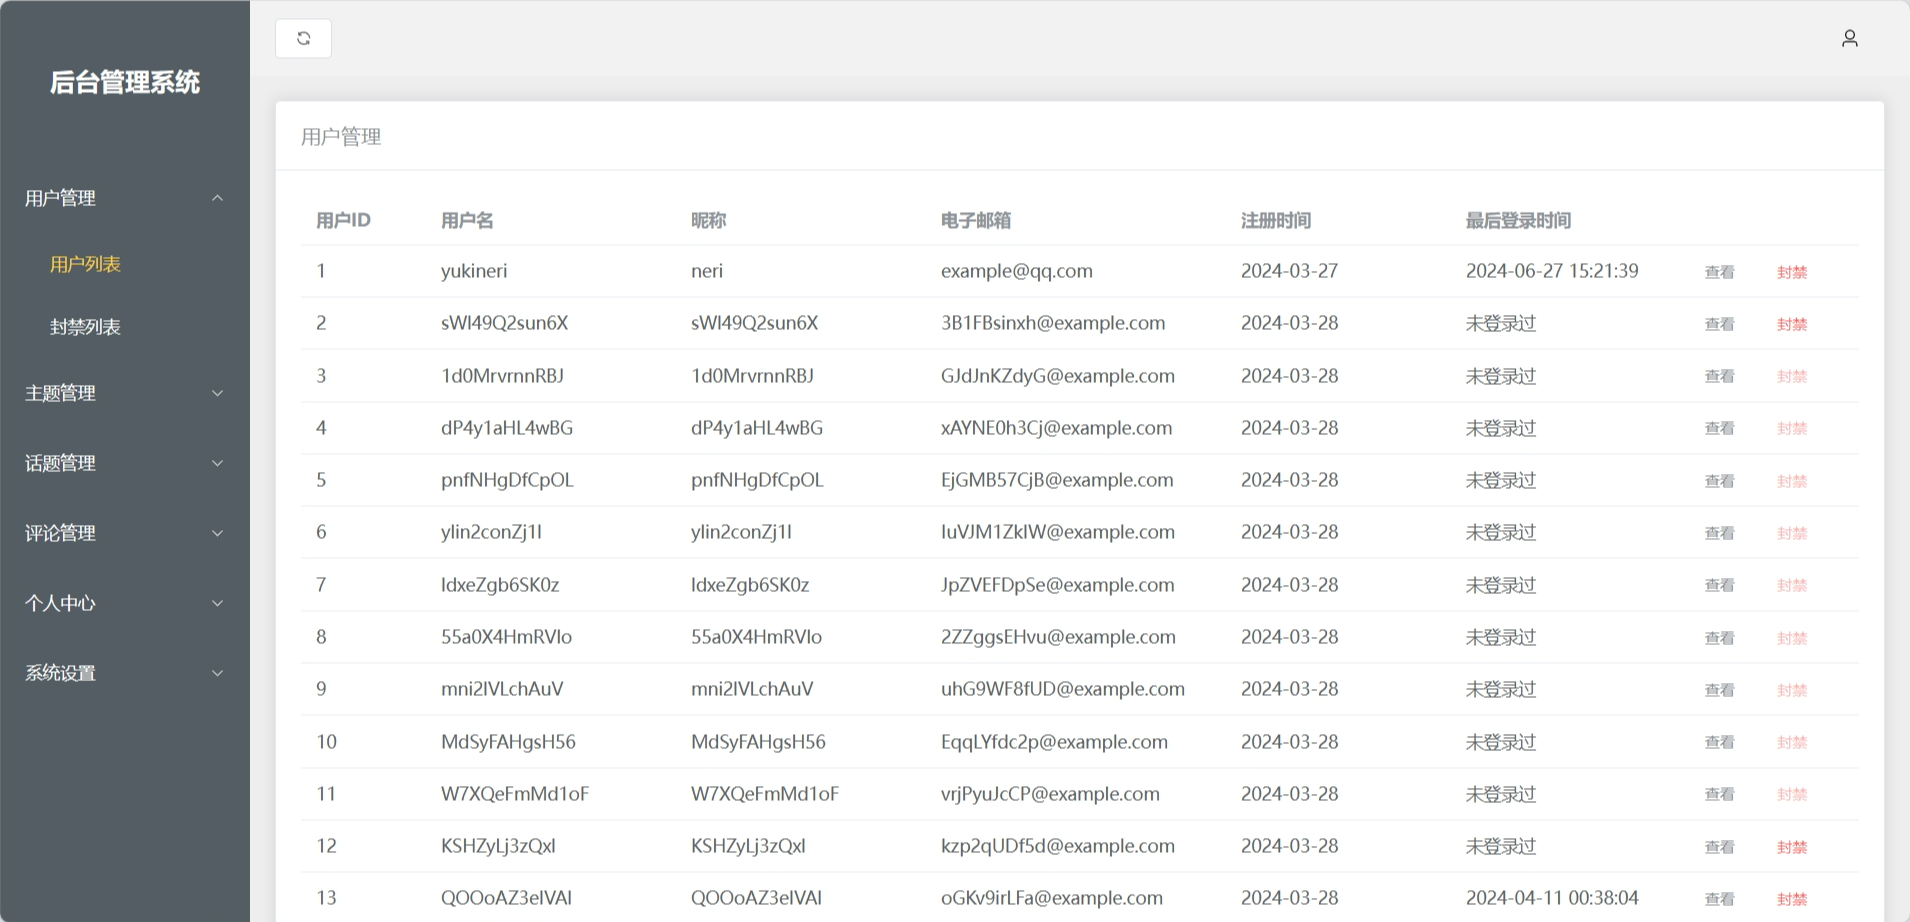 后台管理系统
用户管理
用户列表
封禁列表
主题管理
话题管理
评论管理
个人中心
系统设置
用户管理
用户ID 用户名 昵称 电子邮箱 注册时间 最后登录时间
1 yukineri neri example@qq.com 2024-03-27 2024-06-27 15:21:39 查看 封禁
2 sWI49Q2sun6X sWI49Q2sun6X 3B1FBsinxh@example.com 2024-03-28 未登录过 查看 封禁
3 1d0MrvrnnRBJ 1d0MrvrnnRBJ GJdJnKZdyG@example.com 2024-03-28 未登录过 查看 封禁
4 dP4y1aHL4wBG dP4y1aHL4wBG xAYNE0h3Cj@example.com 2024-03-28 未登录过 查看 封禁
5 pnfNHgDfCpOL pnfNHgDfCpOL EjGMB57CjB@example.com 2024-03-28 未登录过 查看 封禁
6 ylin2conZj1I ylin2conZj1I IuVJM1ZkIW@example.com 2024-03-28 未登录过 查看 封禁
7 ldxeZgb6SK0z ldxeZgb6SK0z JpZVEFDpSe@example.com 2024-03-28 未登录过 查看 封禁
8 55a0X4HmRVIo 55a0X4HmRVIo 2ZZggsEHvu@example.com 2024-03-28 未登录过 查看 封禁
9 mni2IVLchAuV mni2IVLchAuV uhG9WF8fUD@example.com 2024-03-28 未登录过 查看 封禁
10 MdSyFAHgsH56 MdSyFAHgsH56 EqqLYfdc2p@example.com 2024-03-28 未登录过 查看 封禁
11 W7XQeFmMd1oF W7XQeFmMd1oF vrjPyuJcCP@example.com 2024-03-28 未登录过 查看 封禁
12 KSHZyLj3zQxI KSHZyLj3zQxI kzp2qUDf5d@example.com 2024-03-28 未登录过 查看 封禁
13 QOOoAZ3eIVAI QOOoAZ3eIVAI oGKv9irLFa@example.com 2024-03-28 2024-04-11 00:38:04 查看 封禁